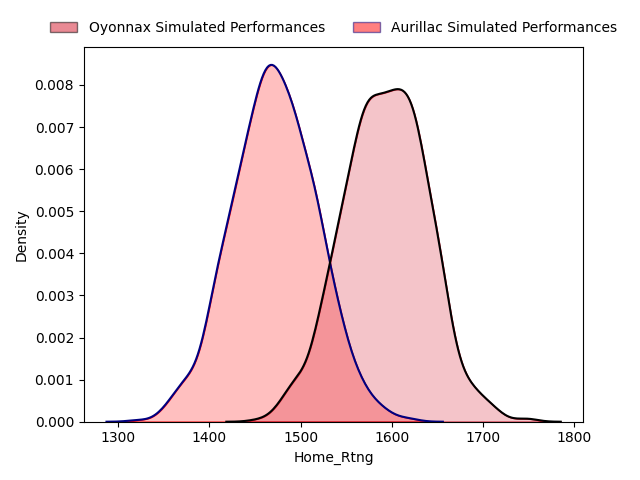 Oyonnax Simulated Performances Aurillac Simulated Performances
0.008
0.007
0.006
0.005
0.004
0.003
0.002
0.001
0.000
Density
1300 1400 1500 1600 1700 1800
Home_Rtng